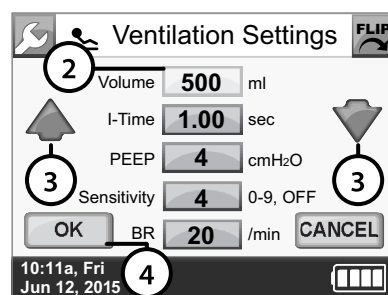 Ventilation Settings FLIP
2
Volume 500 ml
I-Time 1.00 sec
PEEP 4 cmH2O
3 3
Sensitivity 4 0-9, OFF
OK BR 20 /min CANCEL
10:11a, Fri
4
Jun 12, 2015